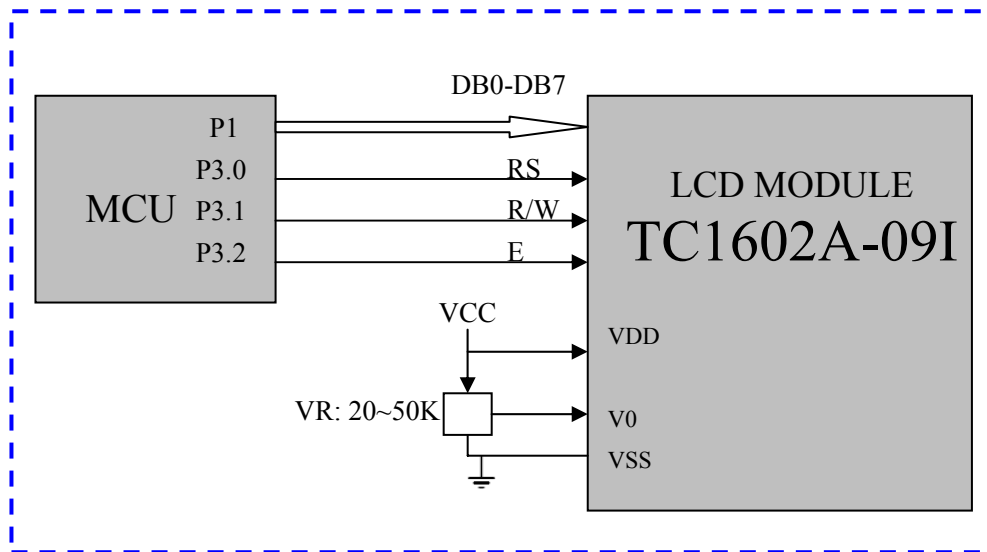 DB0-DB7
P1
P3.0
RS
LCD MODULE
MCU
P3.1
R/W
TC1602A-09I
P3.2
E
VCC
VDD
VR: 20~50K
V0
VSS